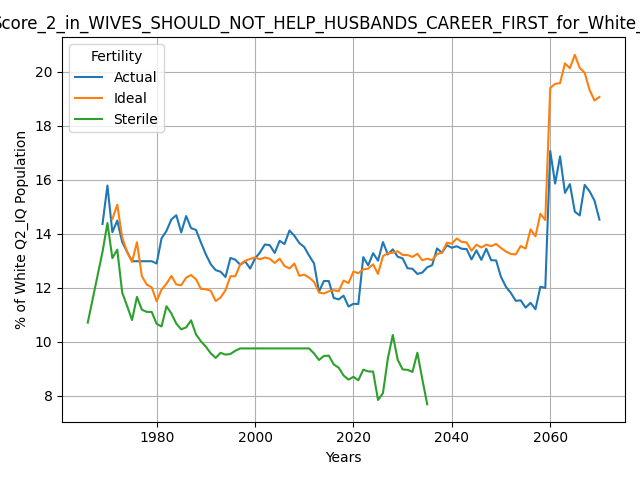 Score_2_in_WIVES_SHOULD_NOT_HELP_HUSBANDS_CAREER_FIRST_for_White_
Fertility
Actual
Ideal
Sterile
% of White Q2_IQ Population
20
18
16
14
12
10
8
1980
2000
2020
2040
2060
Years